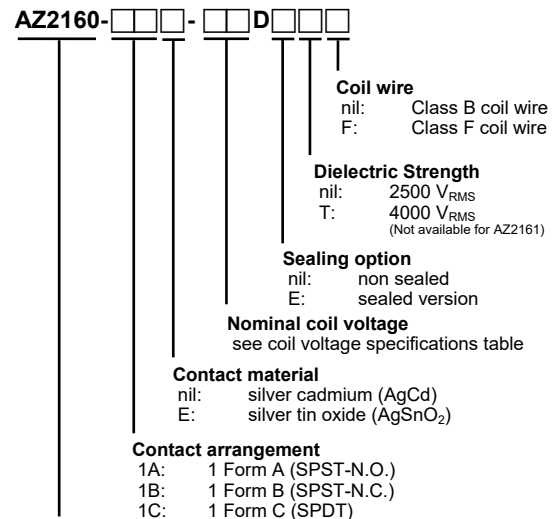 AZ2160-□□□ - □□D□□□
Coil wire
nil: Class B coil wire
F: Class F coil wire
Dielectric Strength
nil: 2500 VRMS
T: 4000 VRMS
(Not available for AZ2161)
Sealing option
nil: non sealed
E: sealed version
Nominal coil voltage
see coil voltage specifications table
Contact material
nil: silver cadmium (AgCd)
E: silver tin oxide (AgSnO₂)
Contact arrangement
1A: 1 Form A (SPST-N.O.)
1B: 1 Form B (SPST-N.C.)
1C: 1 Form C (SPDT)